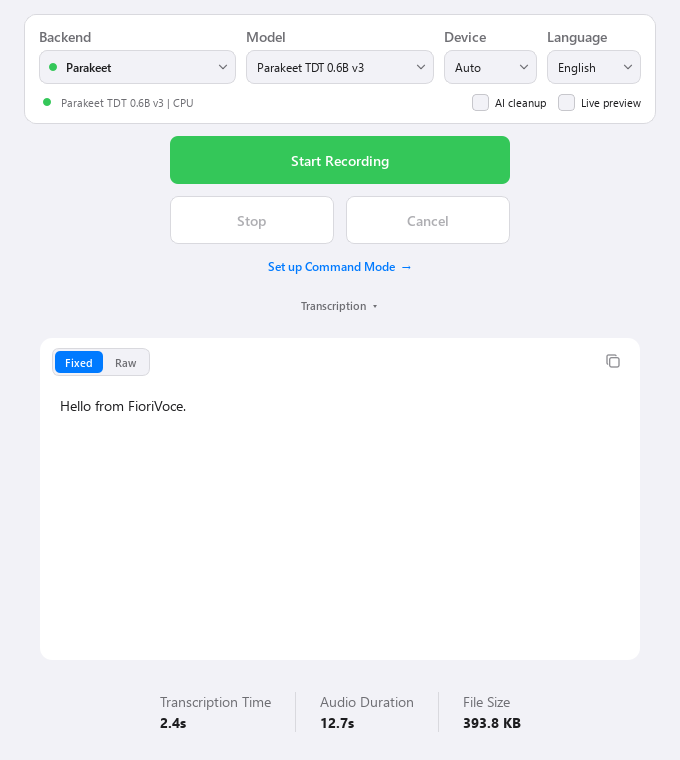 Backend Model Device Language
Parakeet Parakeet TDT 0.6B v3 Auto English
Parakeet TDT 0.6B v3 | CPU AI cleanup Live preview
Start Recording
Stop Cancel
Set up Command Mode →
Transcription ▾
Fixed Raw
Hello from FioriVoce.
Transcription Time Audio Duration File Size
2.4s 12.7s 393.8 KB